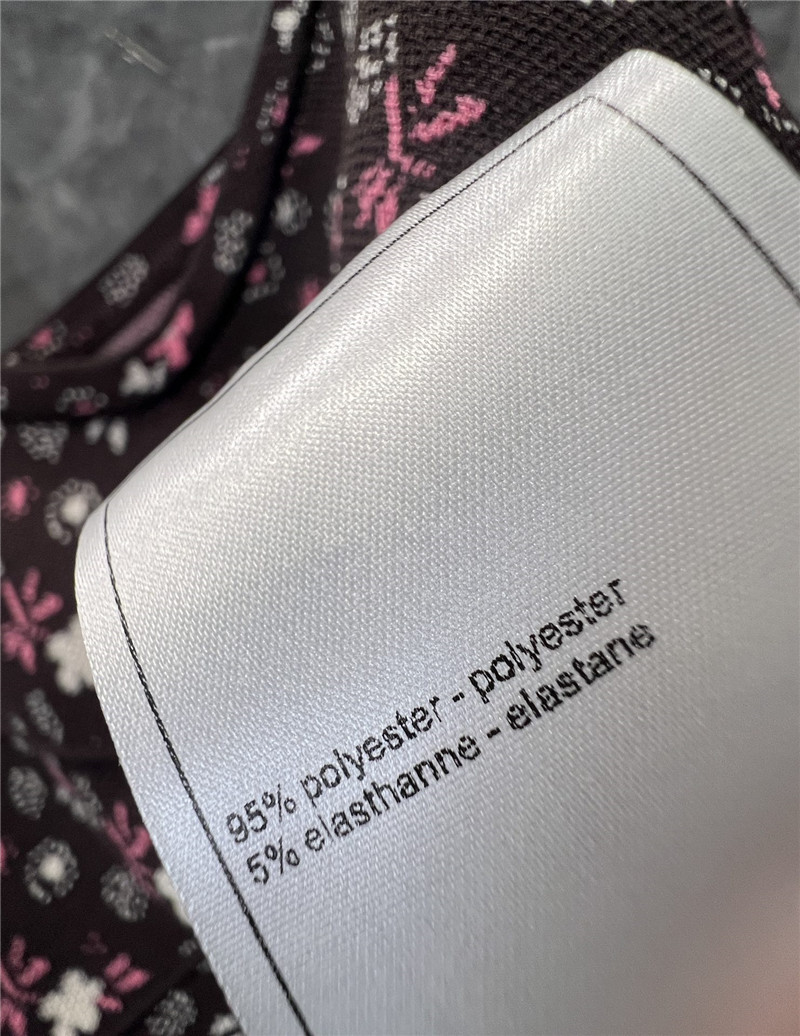 95% polyester - polyester
5% elasthanne - elastane